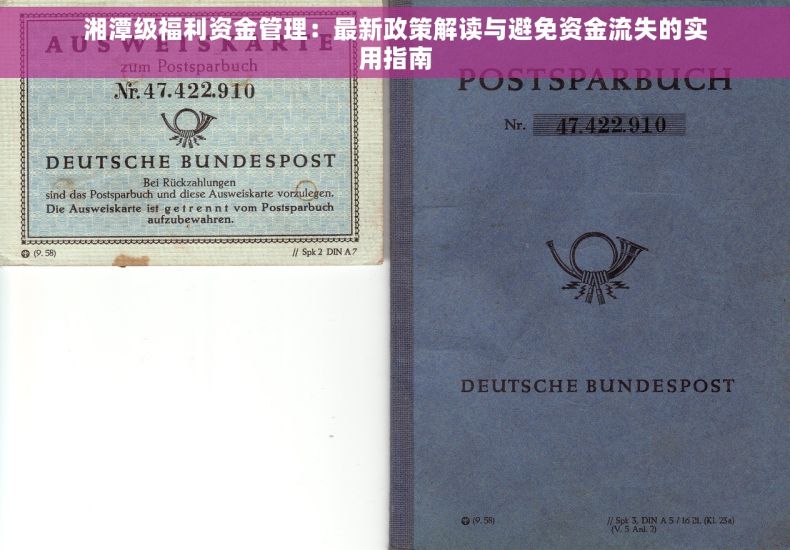 湘潭级福利资金管理：最新政策解读与避免资金流失的实
用指南
AUSWEISKARTE
zum Postsparbuch
Nr. 47.422.910
DEUTSCHE BUNDESPOST
Bei Rückzahlungen
sind das Postsparbuch und diese Ausweiskarte vorzulegen.
Die Ausweiskarte ist getrennt vom Postsparbuch
aufzubewahren.
(9. 58)
// Spk 2 DIN A 7
POSTSPARBUCH
Nr. 47.422.910
DEUTSCHE BUNDESPOST
(9. 58)
// Spk 3, DIN A 5 / 16 Bl. (Kl. 23a)
(V. 5 Anl. 2)